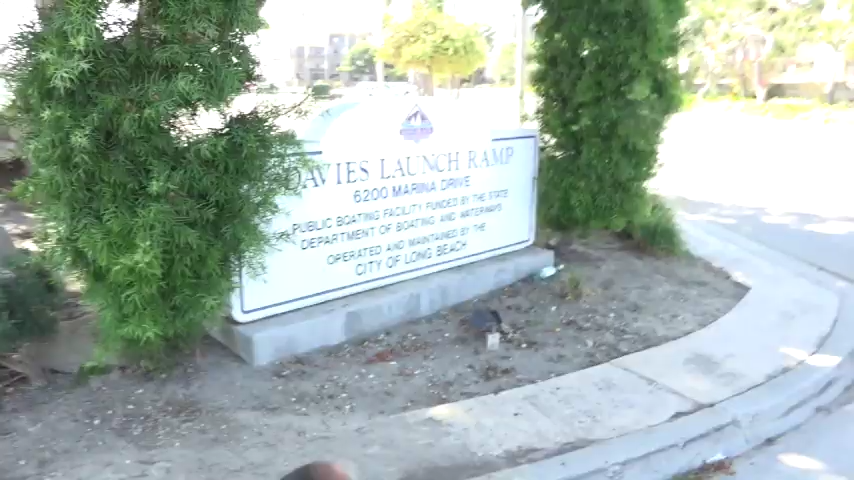 DAVIES LAUNCH RAMP
6200 MARINA DRIVE
PUBLIC BOATING FACILITY FUNDED BY THE STATE
DEPARTMENT OF BOATING AND WATERWAYS
OPERATED AND MAINTAINED BY THE
CITY OF LONG BEACH